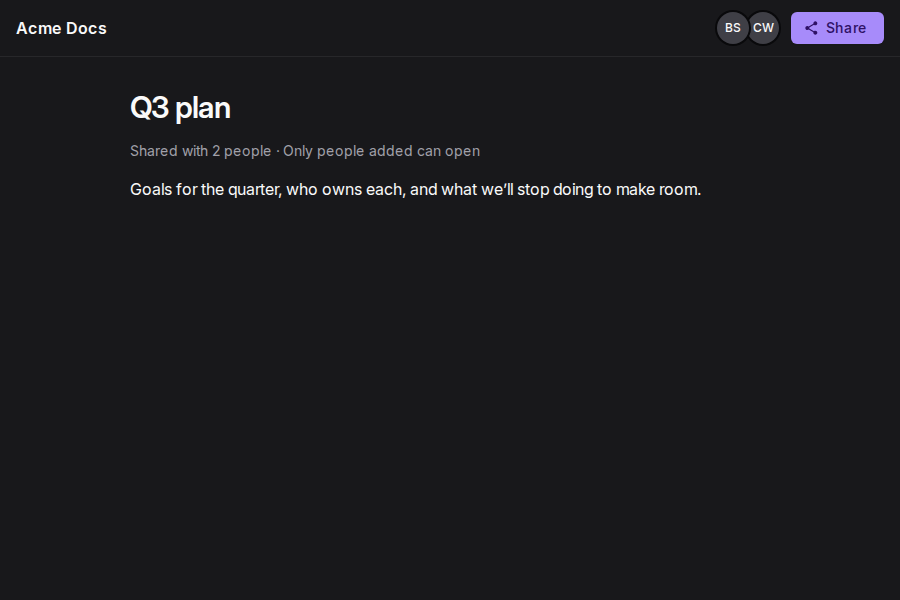 Acme Docs
BS
CW
Share
Q3 plan
Shared with 2 people · Only people added can open
Goals for the quarter, who owns each, and what we’ll stop doing to make room.